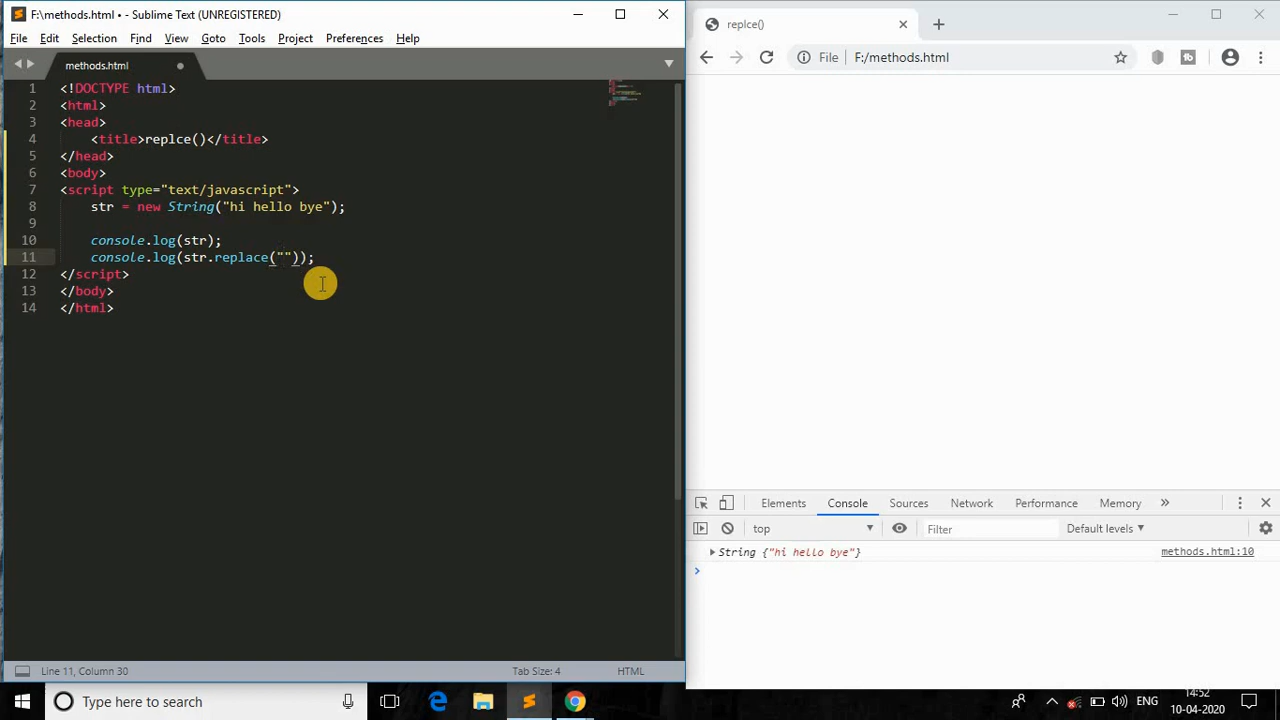 F:\methods.html • - Sublime Text (UNREGISTERED)
File Edit Selection Find View Goto Tools Project Preferences Help
methods.html
1 <!DOCTYPE html>
2 <html>
3 <head>
4 <title>replce()</title>
5 </head>
6 <body>
7 <script type="text/javascript">
8 str = new String("hi hello bye");
9
10 console.log(str);
11 console.log(str.replace(""));
12 </script>
13 </body>
14 </html>
Line 11, Column 30 Tab Size: 4 HTML
replce()
File F:/methods.html
Elements Console Sources Network Performance Memory »
top Filter Default levels
String {"hi hello bye"} methods.html:10
Type here to search
ENG 14:52
10-04-2020